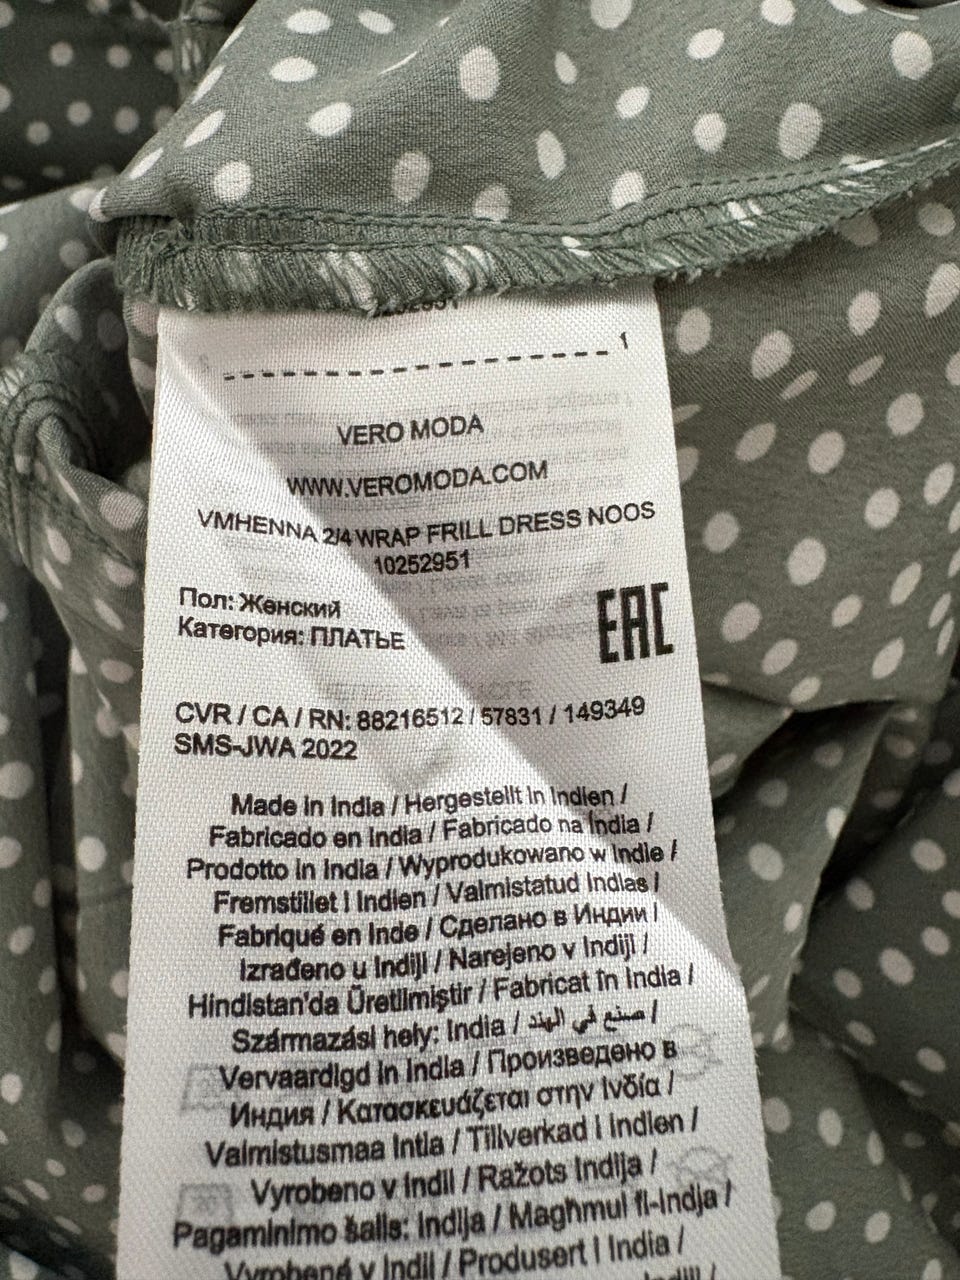 1
VERO MODA
WWW.VEROMODA.COM
VMHENNA 2/4 WRAP FRILL DRESS NOOS
10252951
Пол: Женский
Категория: ПЛАТЬЕ
EAC
CVR / CA / RN: 88216512 / 57831 / 149349
SMS-JWA 2022
Made in India / Hergestellt in Indien /
Fabricado en India / Fabricado na Índia /
Prodotto in India / Wyprodukowano w Indie /
Fremstillet i Indien / Valmistatud Indias /
Fabriqué en Inde / Сделано в Индии /
Izrađeno u Indiji / Narejeno v Indiji /
Hindistan'da Üretilmiştir / Fabricat în India /
Származási hely: India / صنع في الهند /
Vervaardigd in India / Произведено в
Индия / Κατασκευάζεται στην Ινδία /
Valmistusmaa Intia / Tillverkad i Indien /
Vyrobeno v Indii / Ražots Indija /
Pagaminimo šalis: Indija / Magħmul fl-Indja /
Vyrobené v Indii / Produsert i India /